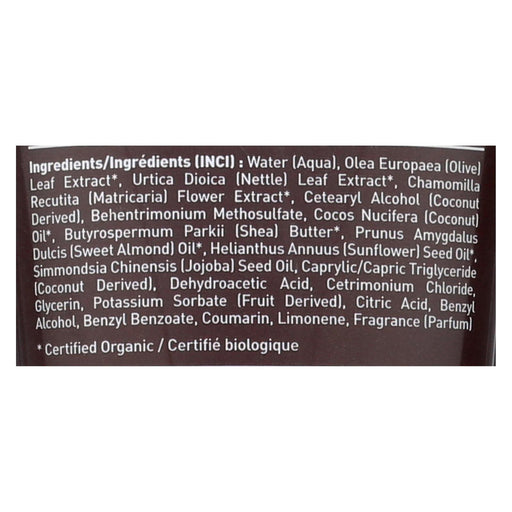 Ingredients/Ingrédients (INCI) : Water (Aqua), Olea Europaea (Olive)
Leaf Extract*, Urtica Dioica (Nettle) Leaf Extract*, Chamomilla
Recutita (Matricaria) Flower Extract*, Cetearyl Alcohol (Coconut
Derived), Behentrimonium Methosulfate, Cocos Nucifera (Coconut)
Oil*, Butyrospermum Parkii (Shea) Butter*, Prunus Amygdalus
Dulcis (Sweet Almond) Oil*, Helianthus Annuus (Sunflower) Seed Oil*,
Simmondsia Chinensis (Jojoba) Seed Oil, Caprylic/Capric Triglyceride
(Coconut Derived), Dehydroacetic Acid, Cetrimonium Chloride,
Glycerin, Potassium Sorbate (Fruit Derived), Citric Acid, Benzyl
Alcohol, Benzyl Benzoate, Coumarin, Limonene, Fragrance (Parfum)
* Certified Organic / Certifié biologique